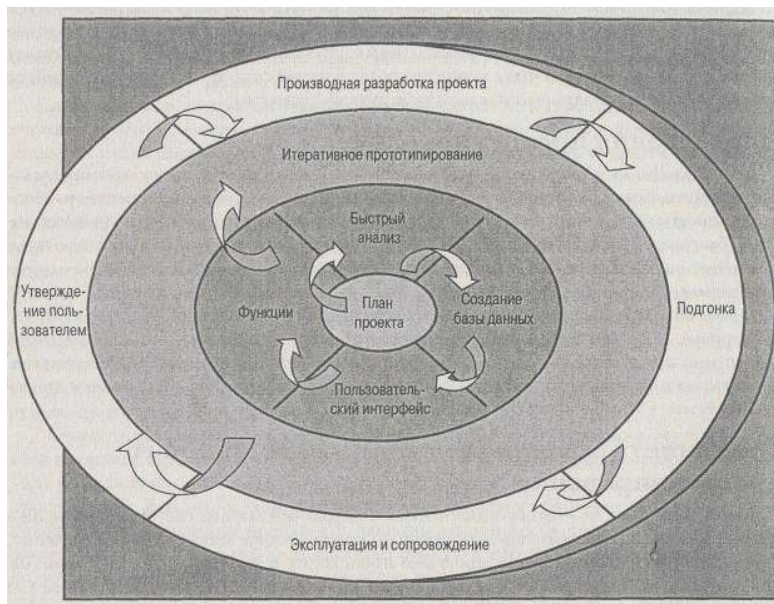 Производная разработка проекта
Итеративное прототипирование
Быстрый
анализ
Утвержде-
ние поль-
зователем
Функции
План
проекта
Создание
базы данных
Подгонка
Пользователь-
ский интерфейс
Эксплуатация и сопровождение